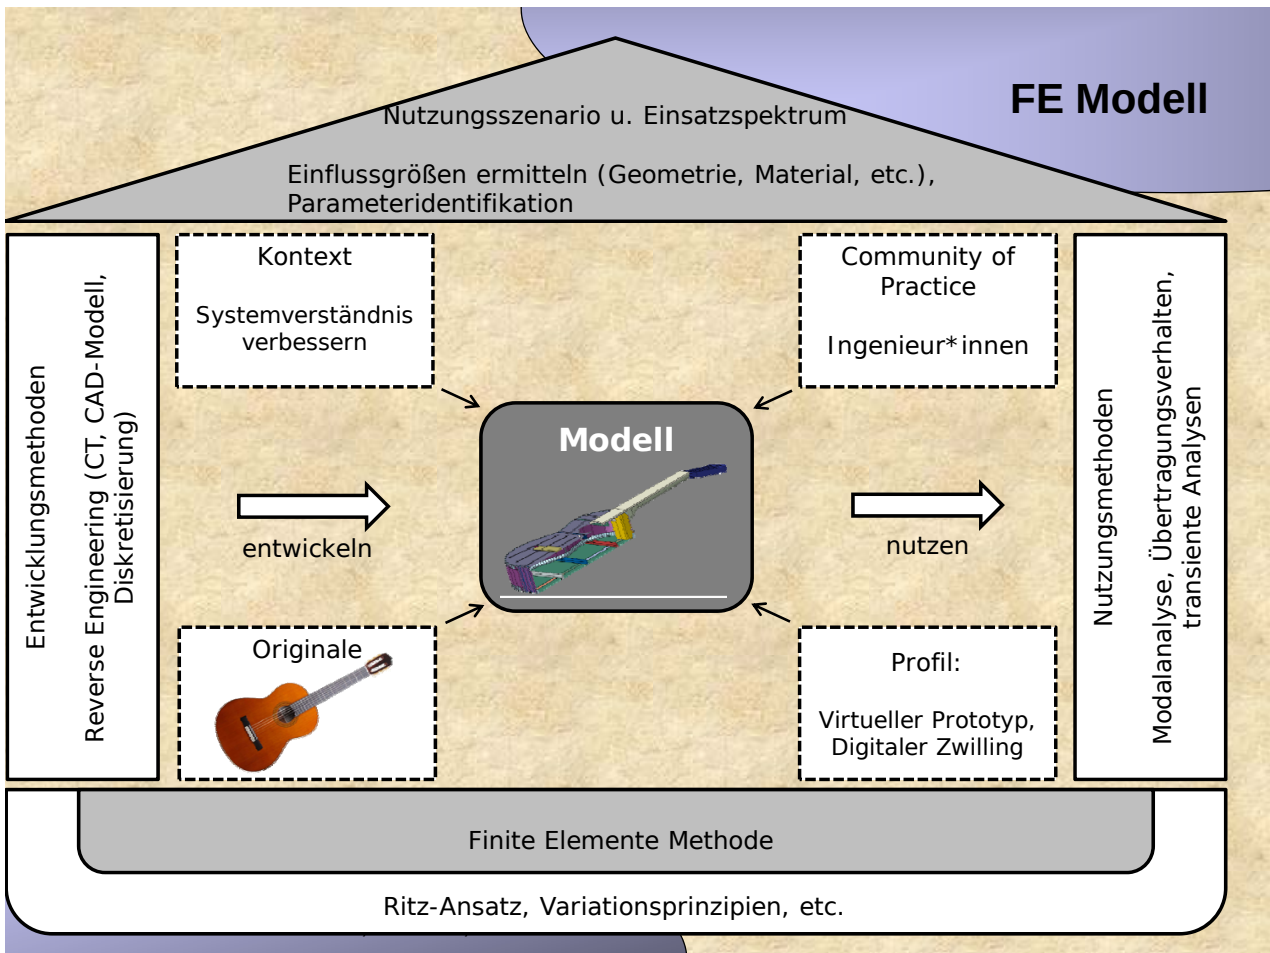 FE Modell
Nutzungsszenario u. Einsatzspektrum
Einflussgrößen ermitteln (Geometrie, Material, etc.),
Parameteridentifikation
Entwicklungsmethoden
Reverse Engineering (CT, CAD-Modell,
Diskretisierung)
Kontext
Systemverständnis
verbessern
Community of
Practice
Ingenieur*innen
Modell
entwickeln
nutzen
Originale
Profil:
Virtueller Prototyp,
Digitaler Zwilling
Nutzungsmethoden
Modalanalyse, Übertragungsverhalten,
transiente Analysen
Finite Elemente Methode
Ritz-Ansatz, Variationsprinzipien, etc.